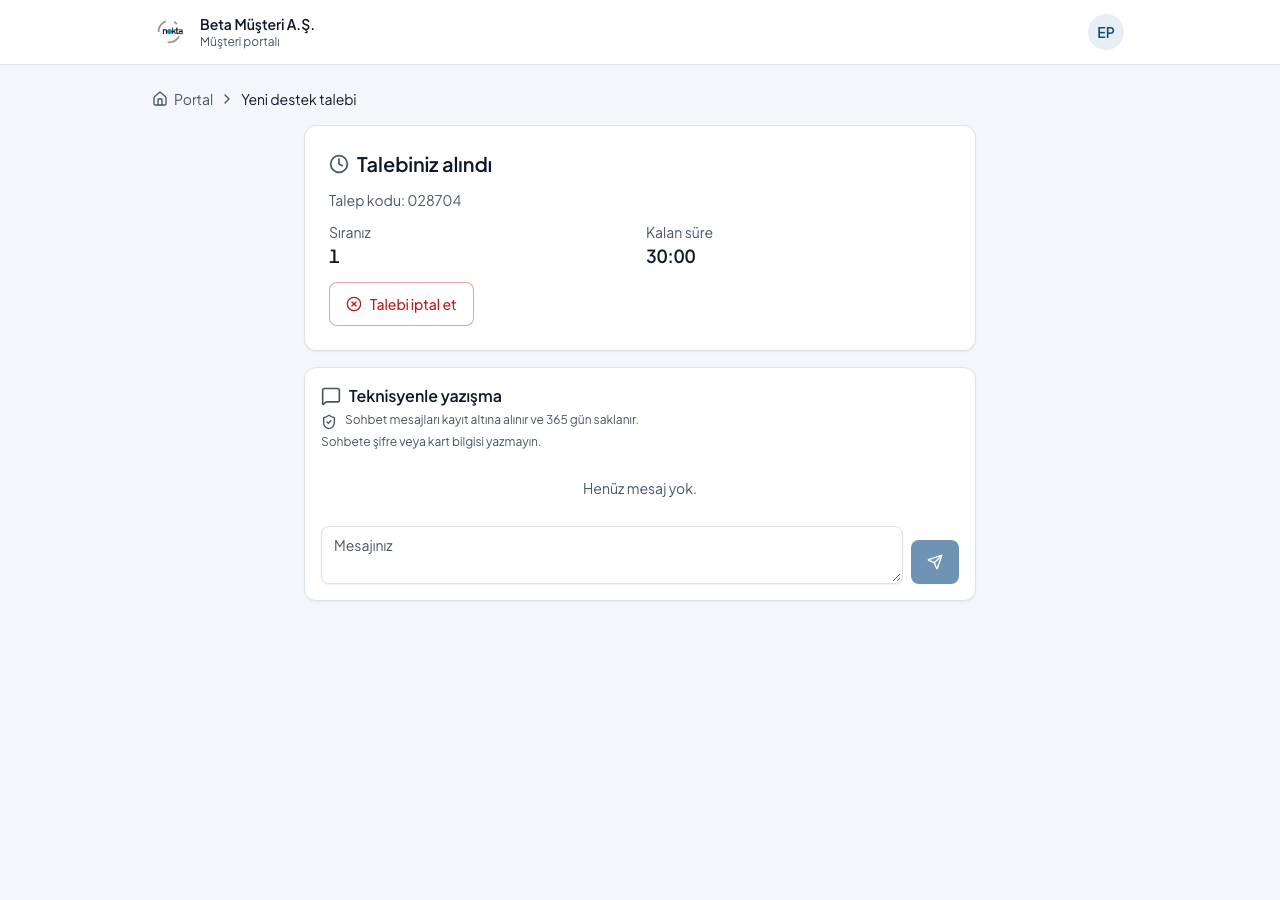 nokta
Beta Müşteri A.Ş.
Müşteri portalı
EP
Portal
Yeni destek talebi
Talebiniz alındı
Talep kodu: 028704
Sıranız
1
Kalan süre
30:00
Talebi iptal et
Teknisyenle yazışma
Sohbet mesajları kayıt altına alınır ve 365 gün saklanır.
Sohbete şifre veya kart bilgisi yazmayın.
Henüz mesaj yok.
Mesajınız